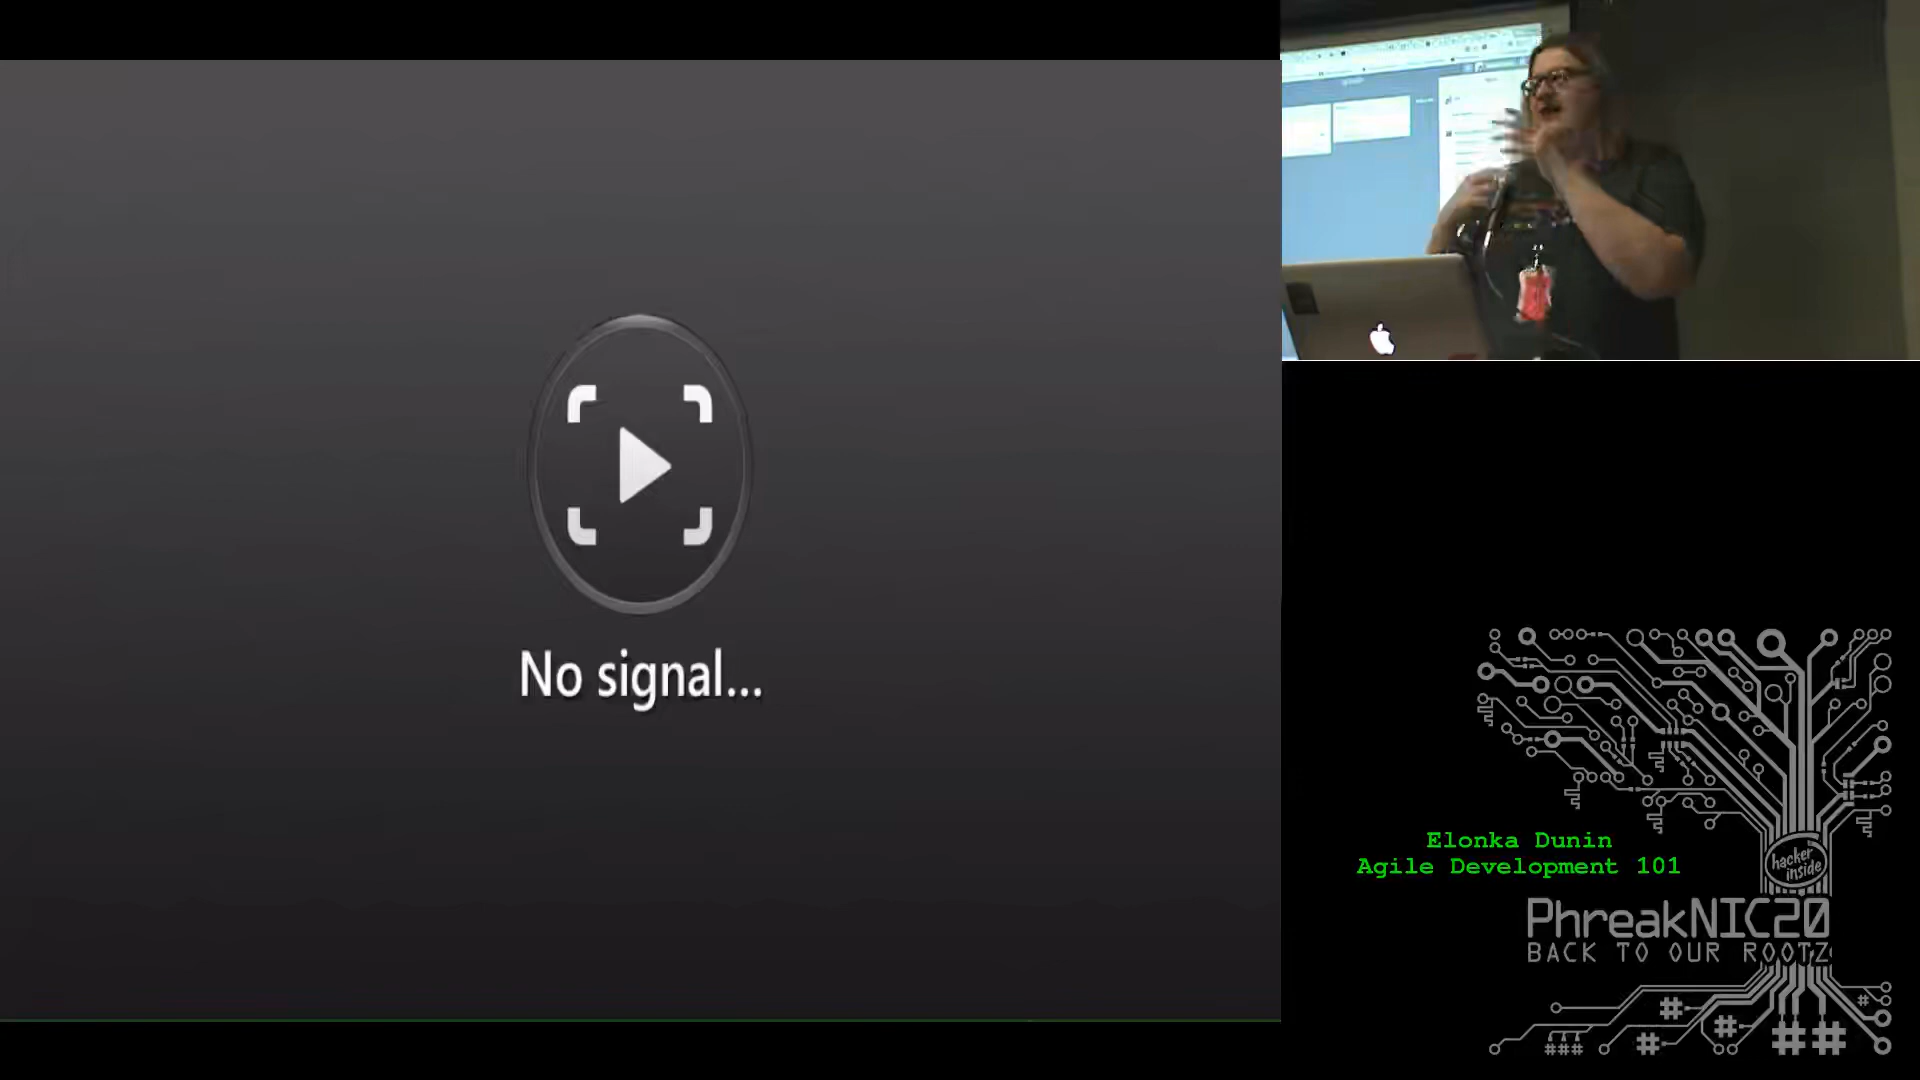 No signal...
Elonka Dunin
Agile Development 101
hacker
inside
PhreakNIC20
BACK TO OUR ROOTZ